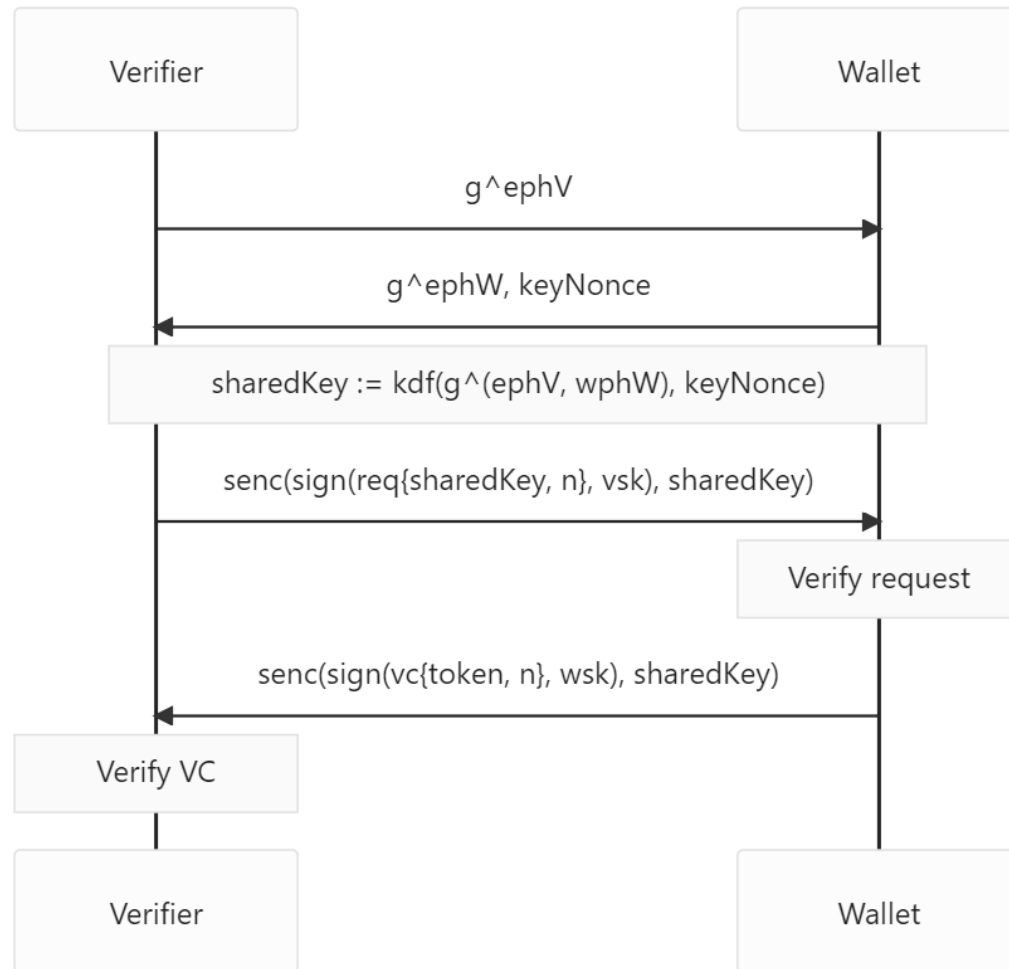 Verifier
Wallet
g^ephV
g^ephW, keyNonce
sharedKey := kdf(g^(ephV, wphW), keyNonce)
senc(sign(req{sharedKey, n}, vsk), sharedKey)
Verify request
senc(sign(vc{token, n}, wsk), sharedKey)
Verify VC
Verifier
Wallet